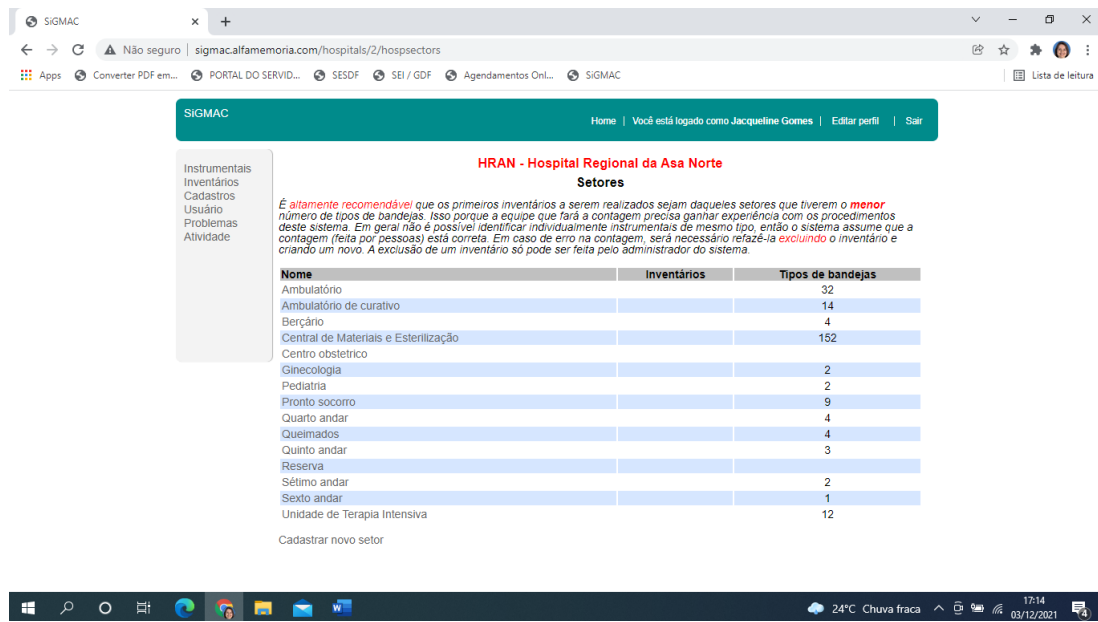 SiGMAC
Não seguro | sigmac.alfamemoria.com/hospitals/2/hospsectors
Apps Converter PDF em... PORTAL DO SERVID... SESDF SEI / GDF Agendamentos Onl... SiGMAC Lista de leitura
SiGMAC
Home | Você está logado como Jacqueline Gomes | Editar perfil | Sair
Instrumentais
Inventários
Cadastros
Usuário
Problemas
Atividade
HRAN - Hospital Regional da Asa Norte
Setores
É altamente recomendável que os primeiros inventários a serem realizados sejam daqueles setores que tiverem o menor
número de tipos de bandejas. Isso porque a equipe que fará a contagem precisa ganhar experiência com os procedimentos
deste sistema. Em geral não é possível identificar individualmente instrumentais de mesmo tipo, então o sistema assume que a
contagem (feita por pessoas) está correta. Em caso de erro na contagem, será necessário refazê-la excluindo o inventário e
criando um novo. A exclusão de um inventário só pode ser feita pelo administrador do sistema.
Nome Inventários Tipos de bandejas
Ambulatório 32
Ambulatório de curativo 14
Berçário 4
Central de Materiais e Esterilização 152
Centro obstetrico
Ginecologia 2
Pediatria 2
Pronto socorro 9
Quarto andar 4
Queimados 4
Quinto andar 3
Reserva
Sétimo andar 2
Sexto andar 1
Unidade de Terapia Intensiva 12
Cadastrar novo setor
24°C Chuva fraca 17:14
03/12/2021 4